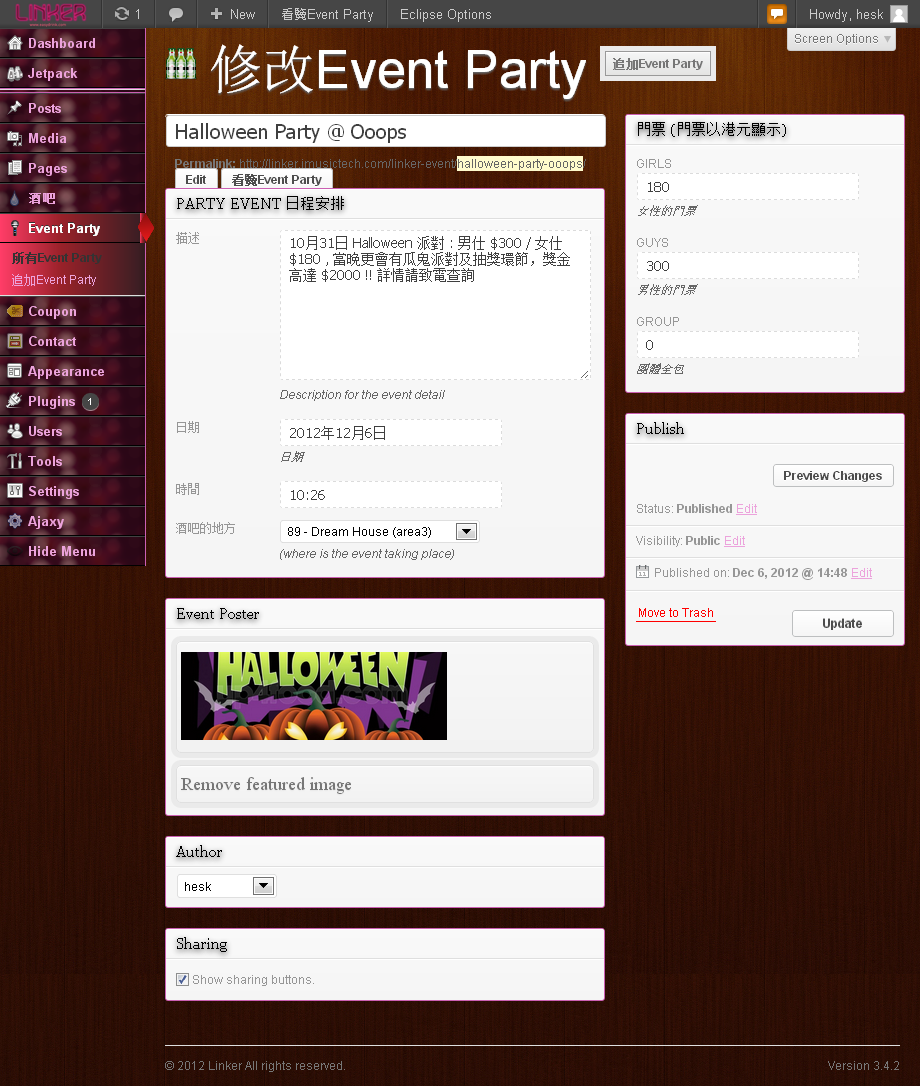 LINKER
1
+ New
看覽Event Party
Eclipse Options
Howdy, hesk
Screen Options
Dashboard
Jetpack
Posts
Media
Pages
酒吧
Event Party
所有Event Party
追加Event Party
Coupon
Contact
Appearance
Plugins 1
Users
Tools
Settings
Ajaxy
Hide Menu
修改Event Party
追加Event Party
Halloween Party @ Ooops
Permalink: http://linker.imusictech.com/linker-event/halloween-party-ooops/
Edit
看覽Event Party
PARTY EVENT 日程安排
描述
10月31日 Halloween 派對 : 男仕 $300 / 女仕
$180 , 當晚更會有瓜鬼派對及抽獎環節，獎金
高達 $2000 !! 詳情請致電查詢
Description for the event detail
日期
2012年12月6日
日期
時間
10:26
酒吧的地方
89 - Dream House (area3)
(where is the event taking place)
Event Poster
HALLOWEEN
Remove featured image
Author
hesk
Sharing
Show sharing buttons.
門票 (門票以港元顯示)
GIRLS
180
女性的門票
GUYS
300
男性的門票
GROUP
0
團體全包
Publish
Preview Changes
Status: Published Edit
Visibility: Public Edit
Published on: Dec 6, 2012 @ 14:48 Edit
Move to Trash
Update
© 2012 Linker All rights reserved.
Version 3.4.2